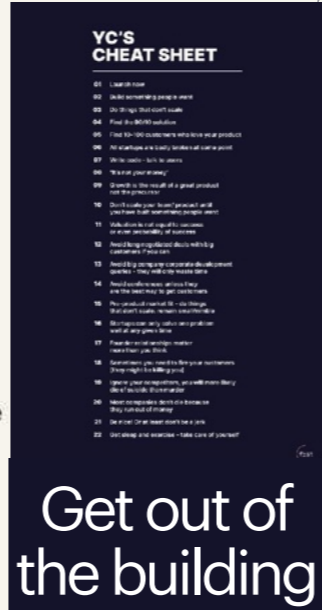 YC'S
CHEAT SHEET
01 Launch now
02 Build something people want
03 Do things that don't scale
04 Find the 90/10 solution
05 Find 10-100 customers who love your product
06 All startups are badly broken at some point
07 Write code - talk to users
08 "It's not your money"
09 Growth is the result of a great product
not the precursor
10 Don't scale your team/ product until
you have built something people want
11 Valuation is not equal to success
or even probability of success
12 Avoid long negotiated deals with big
customers if you can
13 Avoid big company corporate development
queries - they will only waste time
14 Avoid conferences unless they
are the best way to get customers
15 Pre-product market fit - do things
that don't scale: remain small/nimble
16 Startups can only solve one problem
well at any given time
17 Founder relationships matter
more than you think
18 Sometimes you need to fire your customers
(they might be killing you)
19 Ignore your competitors, you will more likely
die of suicide than murder
20 Most companies don't die because
they run out of money
21 Be nice! Or at least don't be a jerk
22 Get sleep and exercise - take care of yourself
Get out of
the building